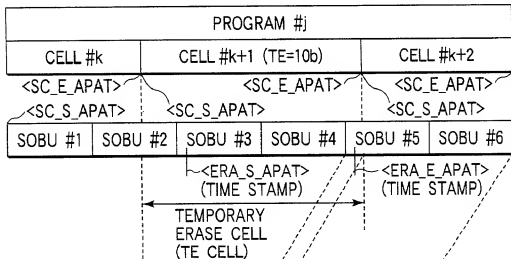 PROGRAM #j
CELL #k CELL #k+1 (TE=10b) CELL #k+2
<SC_E_APAT> <SC_E_APAT> <SC_E_APAT>
<SC_S_APAT> <SC_S_APAT> <SC_S_APAT>
SOBU #1 SOBU #2 SOBU #3 SOBU #4 SOBU #5 SOBU #6
<ERA_S_APAT> <ERA_E_APAT>
(TIME STAMP) (TIME STAMP)
TEMPORARY
ERASE CELL
(TE CELL)